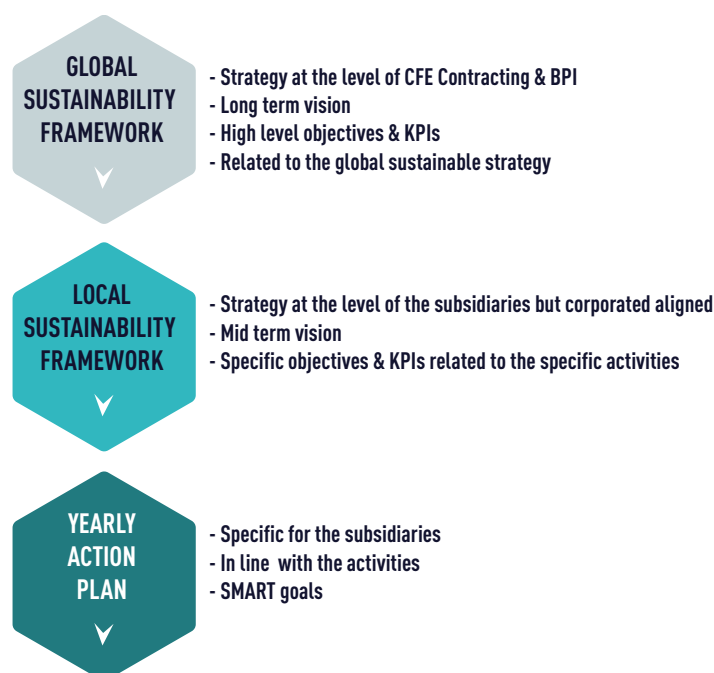 GLOBAL
SUSTAINABILITY
FRAMEWORK
- Strategy at the level of CFE Contracting & BPI
- Long term vision
- High level objectives & KPIs
- Related to the global sustainable strategy
LOCAL
SUSTAINABILITY
FRAMEWORK
- Strategy at the level of the subsidiaries but corporated aligned
- Mid term vision
- Specific objectives & KPIs related to the specific activities
YEARLY
ACTION
PLAN
- Specific for the subsidiaries
- In line with the activities
- SMART goals